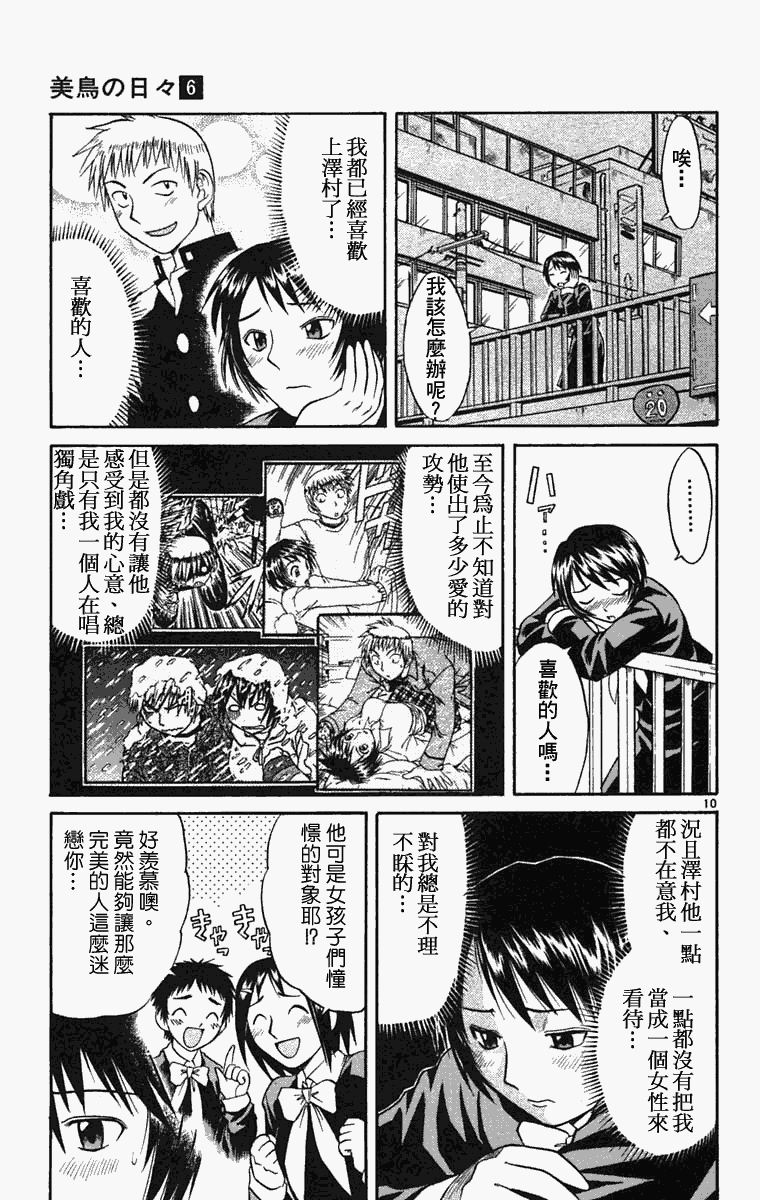 美鳥の日々6
唉…
我該怎麼辦呢？
20
我都已經喜歡
上澤村了…
喜歡的人…
………
ハァ…
喜歡的人嗎…
至今為止不知道對
他使出了多少愛的
攻勢…
但是都沒有讓他
感受到我的心意、總
是只有我一個人在唱
獨角戲…
10
況且澤村他一點
都不在意我、
一點都沒有把我
當成一個女性來
看待…
對我總是不理
不睬的…
他可是女孩子們憧
憬的對象耶!?
きゃっ
きゃっ
好羨慕噢。
竟然能夠讓那麼
完美的人這麼迷
戀你…